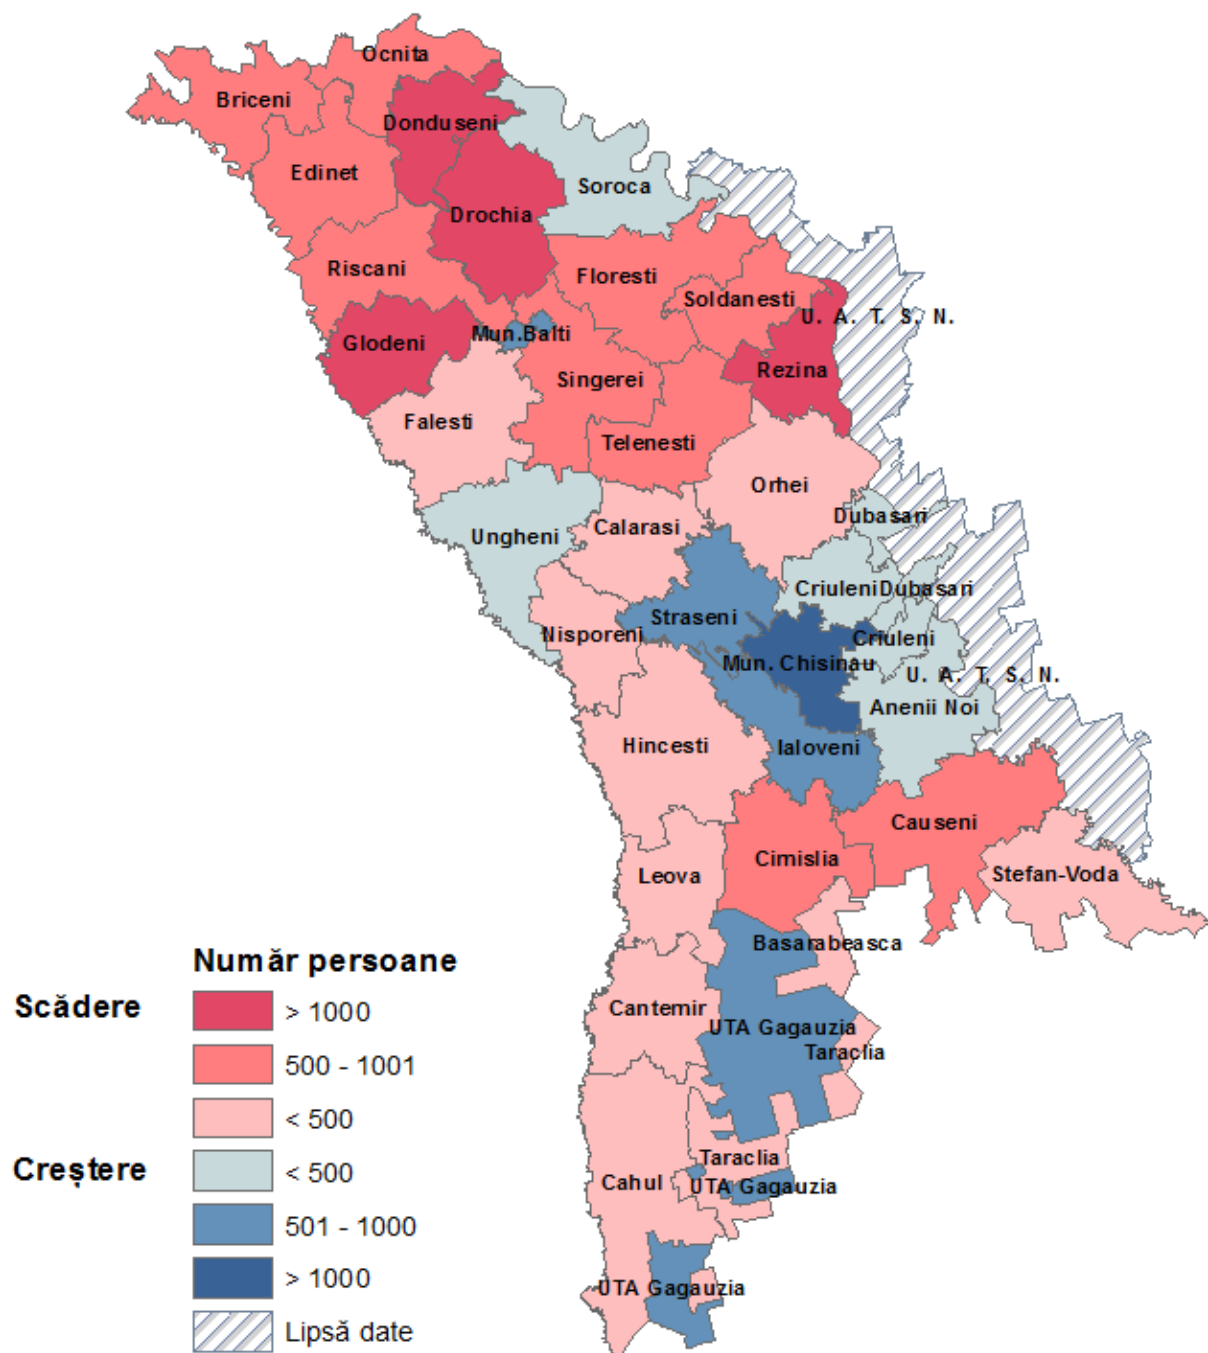 Ocnita
Briceni
Donduseni
Edinet
Soroca
Drochia
Riscani
Floresti
Soldanesti
U. A. T. S. N.
Mun.Balti
Glodeni
Rezina
Singerei
Falesti
Telenesti
Orhei
Dubasari
Calarasi
Ungheni
Criuleni
Dubasari
Straseni
Nisporeni
Criuleni
Mun. Chisinau
U. A. T. S. N.
Anenii Noi
Hincesti
Ialoveni
Causeni
Cimislia
Leova
Stefan-Voda
Basarabeasca
Cantemir
UTA Gagauzia
Taraclia
Taraclia
Cahul
UTA Gagauzia
UTA Gagauzia
Număr persoane
Scădere
> 1000
500 - 1001
< 500
Creștere
< 500
501 - 1000
> 1000
Lipsă date